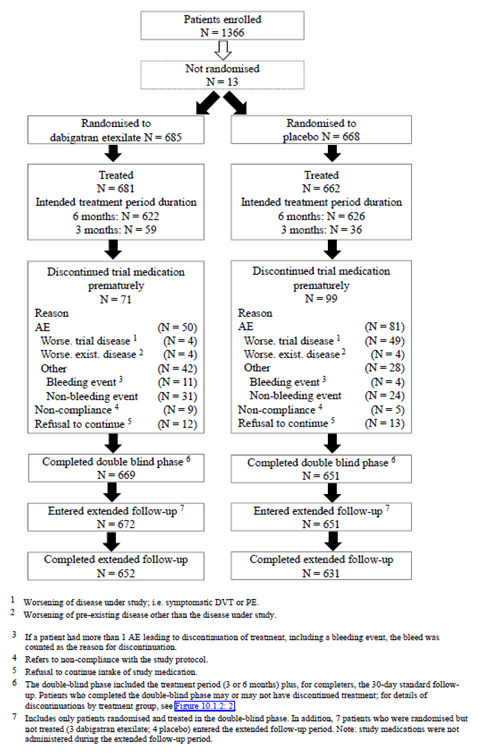 Patients enrolled
N = 1366
Not randomised
N = 13
Randomised to
dabigatran etexilate N = 685
Randomised to
placebo N = 668
Treated
N = 681
Intended treatment period duration
6 months: N = 622
3 months: N = 59
Treated
N = 662
Intended treatment period duration
6 months: N = 626
3 months: N = 36
Discontinued trial medication
prematurely
N = 71
Reason
AE (N = 50)
Worse. trial disease 1 (N = 4)
Worse. exist. disease 2 (N = 4)
Other (N = 42)
Bleeding event 3 (N = 11)
Non-bleeding event (N = 31)
Non-compliance 4 (N = 9)
Refusal to continue 5 (N = 12)
Discontinued trial medication
prematurely
N = 99
Reason
AE (N = 81)
Worse. trial disease 1 (N = 49)
Worse. exist. disease 2 (N = 4)
Other (N = 28)
Bleeding event 3 (N = 4)
Non-bleeding event (N = 24)
Non-compliance 4 (N = 5)
Refusal to continue 5 (N = 13)
Completed double blind phase 6
N = 669
Completed double blind phase 6
N = 651
Entered extended follow-up 7
N = 672
Entered extended follow-up 7
N = 651
Completed extended follow-up
N = 652
Completed extended follow-up
N = 631
1 Worsening of disease under study; i.e. symptomatic DVT or PE.
2 Worsening of pre-existing disease other than the disease under study.
3 If a patient had more than 1 AE leading to discontinuation of treatment, including a bleeding event, the bleed was
counted as the reason for discontinuation.
4 Refers to non-compliance with the study protocol.
5 Refusal to continue intake of study medication.
6 The double-blind phase included the treatment period (3 or 6 months) plus, for completers, the 30-day standard follow-
up. Patients who completed the double-blind phase may or may not have discontinued treatment; for details of
discontinuations by treatment group, see Figure 10.1.2: 2.
7 Includes only patients randomised and treated in the double-blind phase. In addition, 7 patients who were randomised but
not treated (3 dabigatran etexilate; 4 placebo) entered the extended follow-up period. Note: study medications were not
administered during the extended follow-up period.